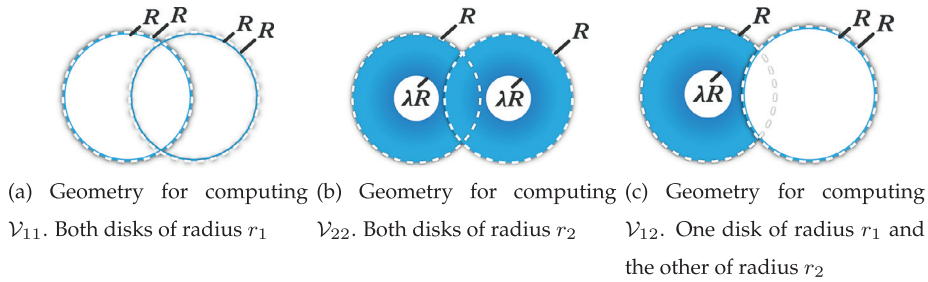 R R R R
R R
λR λR
R R R
λR
(a) Geometry for computing
𝒱₁₁. Both disks of radius r₁
(b) Geometry for computing
𝒱₂₂. Both disks of radius r₂
(c) Geometry for computing
𝒱₁₂. One disk of radius r₁ and
the other of radius r₂